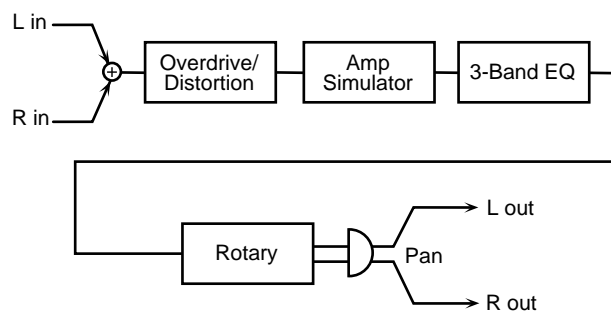 L in
Overdrive/
Distortion
Amp
Simulator
3-Band EQ
R in
Rotary
Pan
L out
R out